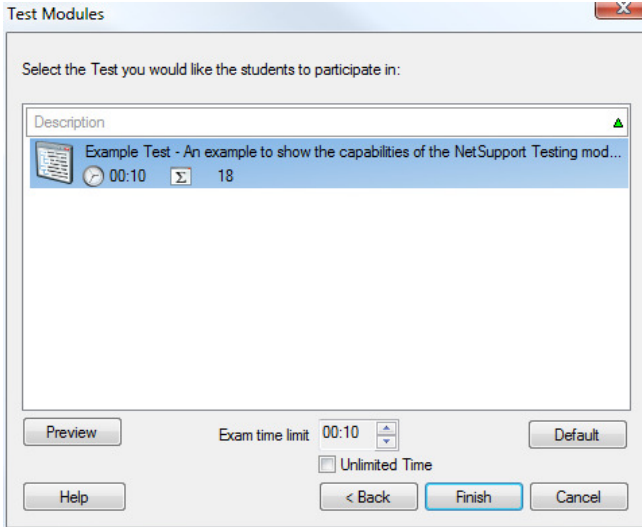 Test Modules
Select the Test you would like the students to participate in:
Description
Example Test - An example to show the capabilities of the NetSupport Testing mod...
00:10 Σ 18
Preview Exam time limit 00:10 Default
Unlimited Time
Help < Back Finish Cancel